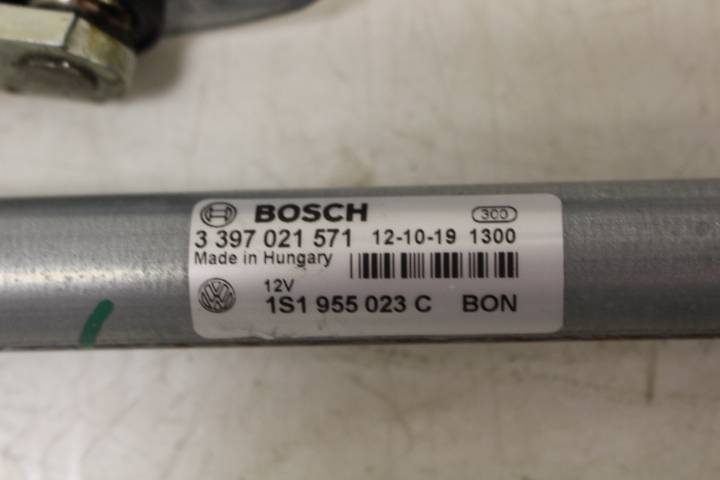 BOSCH 300
3 397 021 571 12-10-19 1300
Made in Hungary
12V
1S1 955 023 C BON